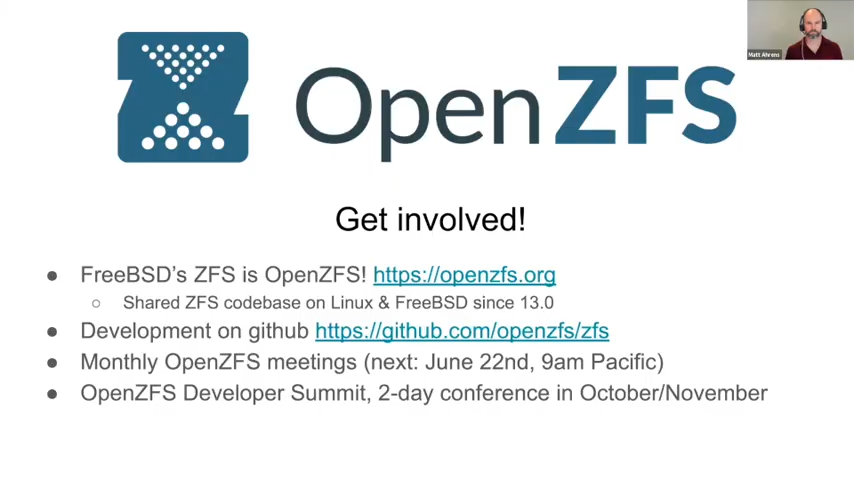 Matt Ahrens
OpenZFS
Get involved!
● FreeBSD's ZFS is OpenZFS! https://openzfs.org
○ Shared ZFS codebase on Linux & FreeBSD since 13.0
● Development on github https://github.com/openzfs/zfs
● Monthly OpenZFS meetings (next: June 22nd, 9am Pacific)
● OpenZFS Developer Summit, 2-day conference in October/November